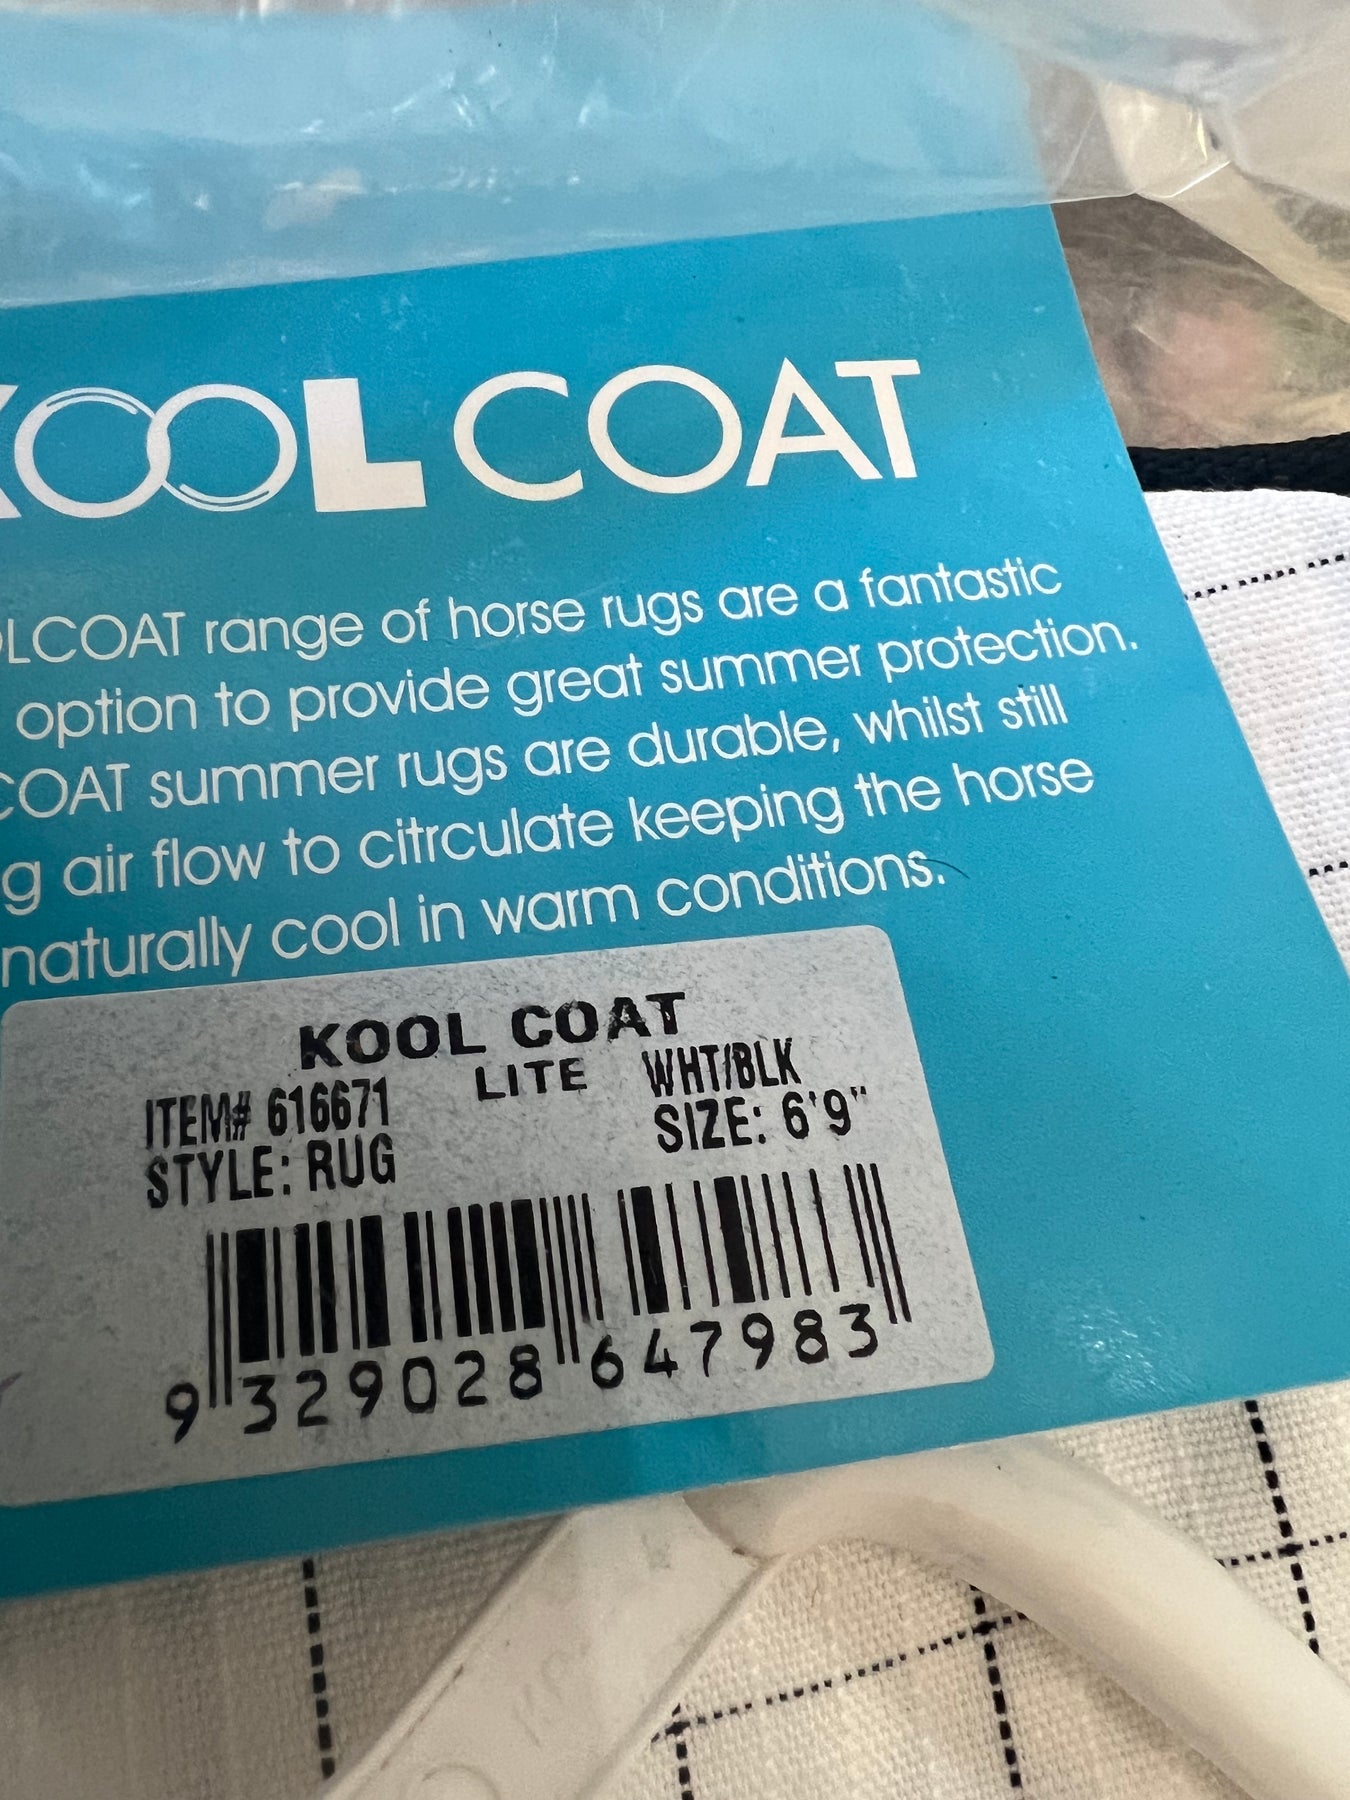 KOOL COAT
OLCOAT range of horse rugs are a fantastic
option to provide great summer protection.
COAT summer rugs are durable, whilst still
g air flow to citrculate keeping the horse
naturally cool in warm conditions.
KOOL COAT
LITE
ITEM# 616671 WHT/BLK
STYLE: RUG SIZE: 6'9"
9 329028 647983